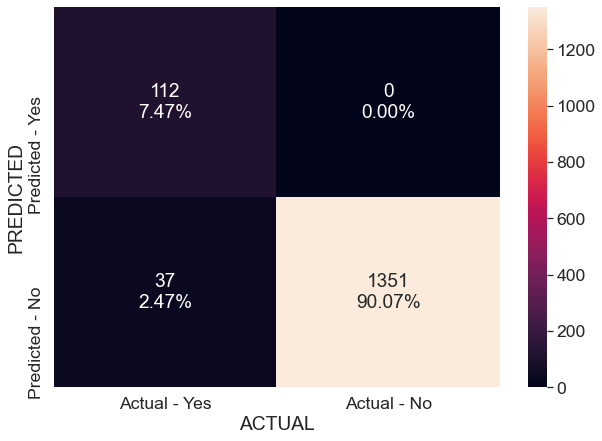 PREDICTED
Predicted - Yes
Predicted - No
112
7.47%
0
0.00%
37
2.47%
1351
90.07%
Actual - Yes
Actual - No
ACTUAL
1200
1000
800
600
400
200
0